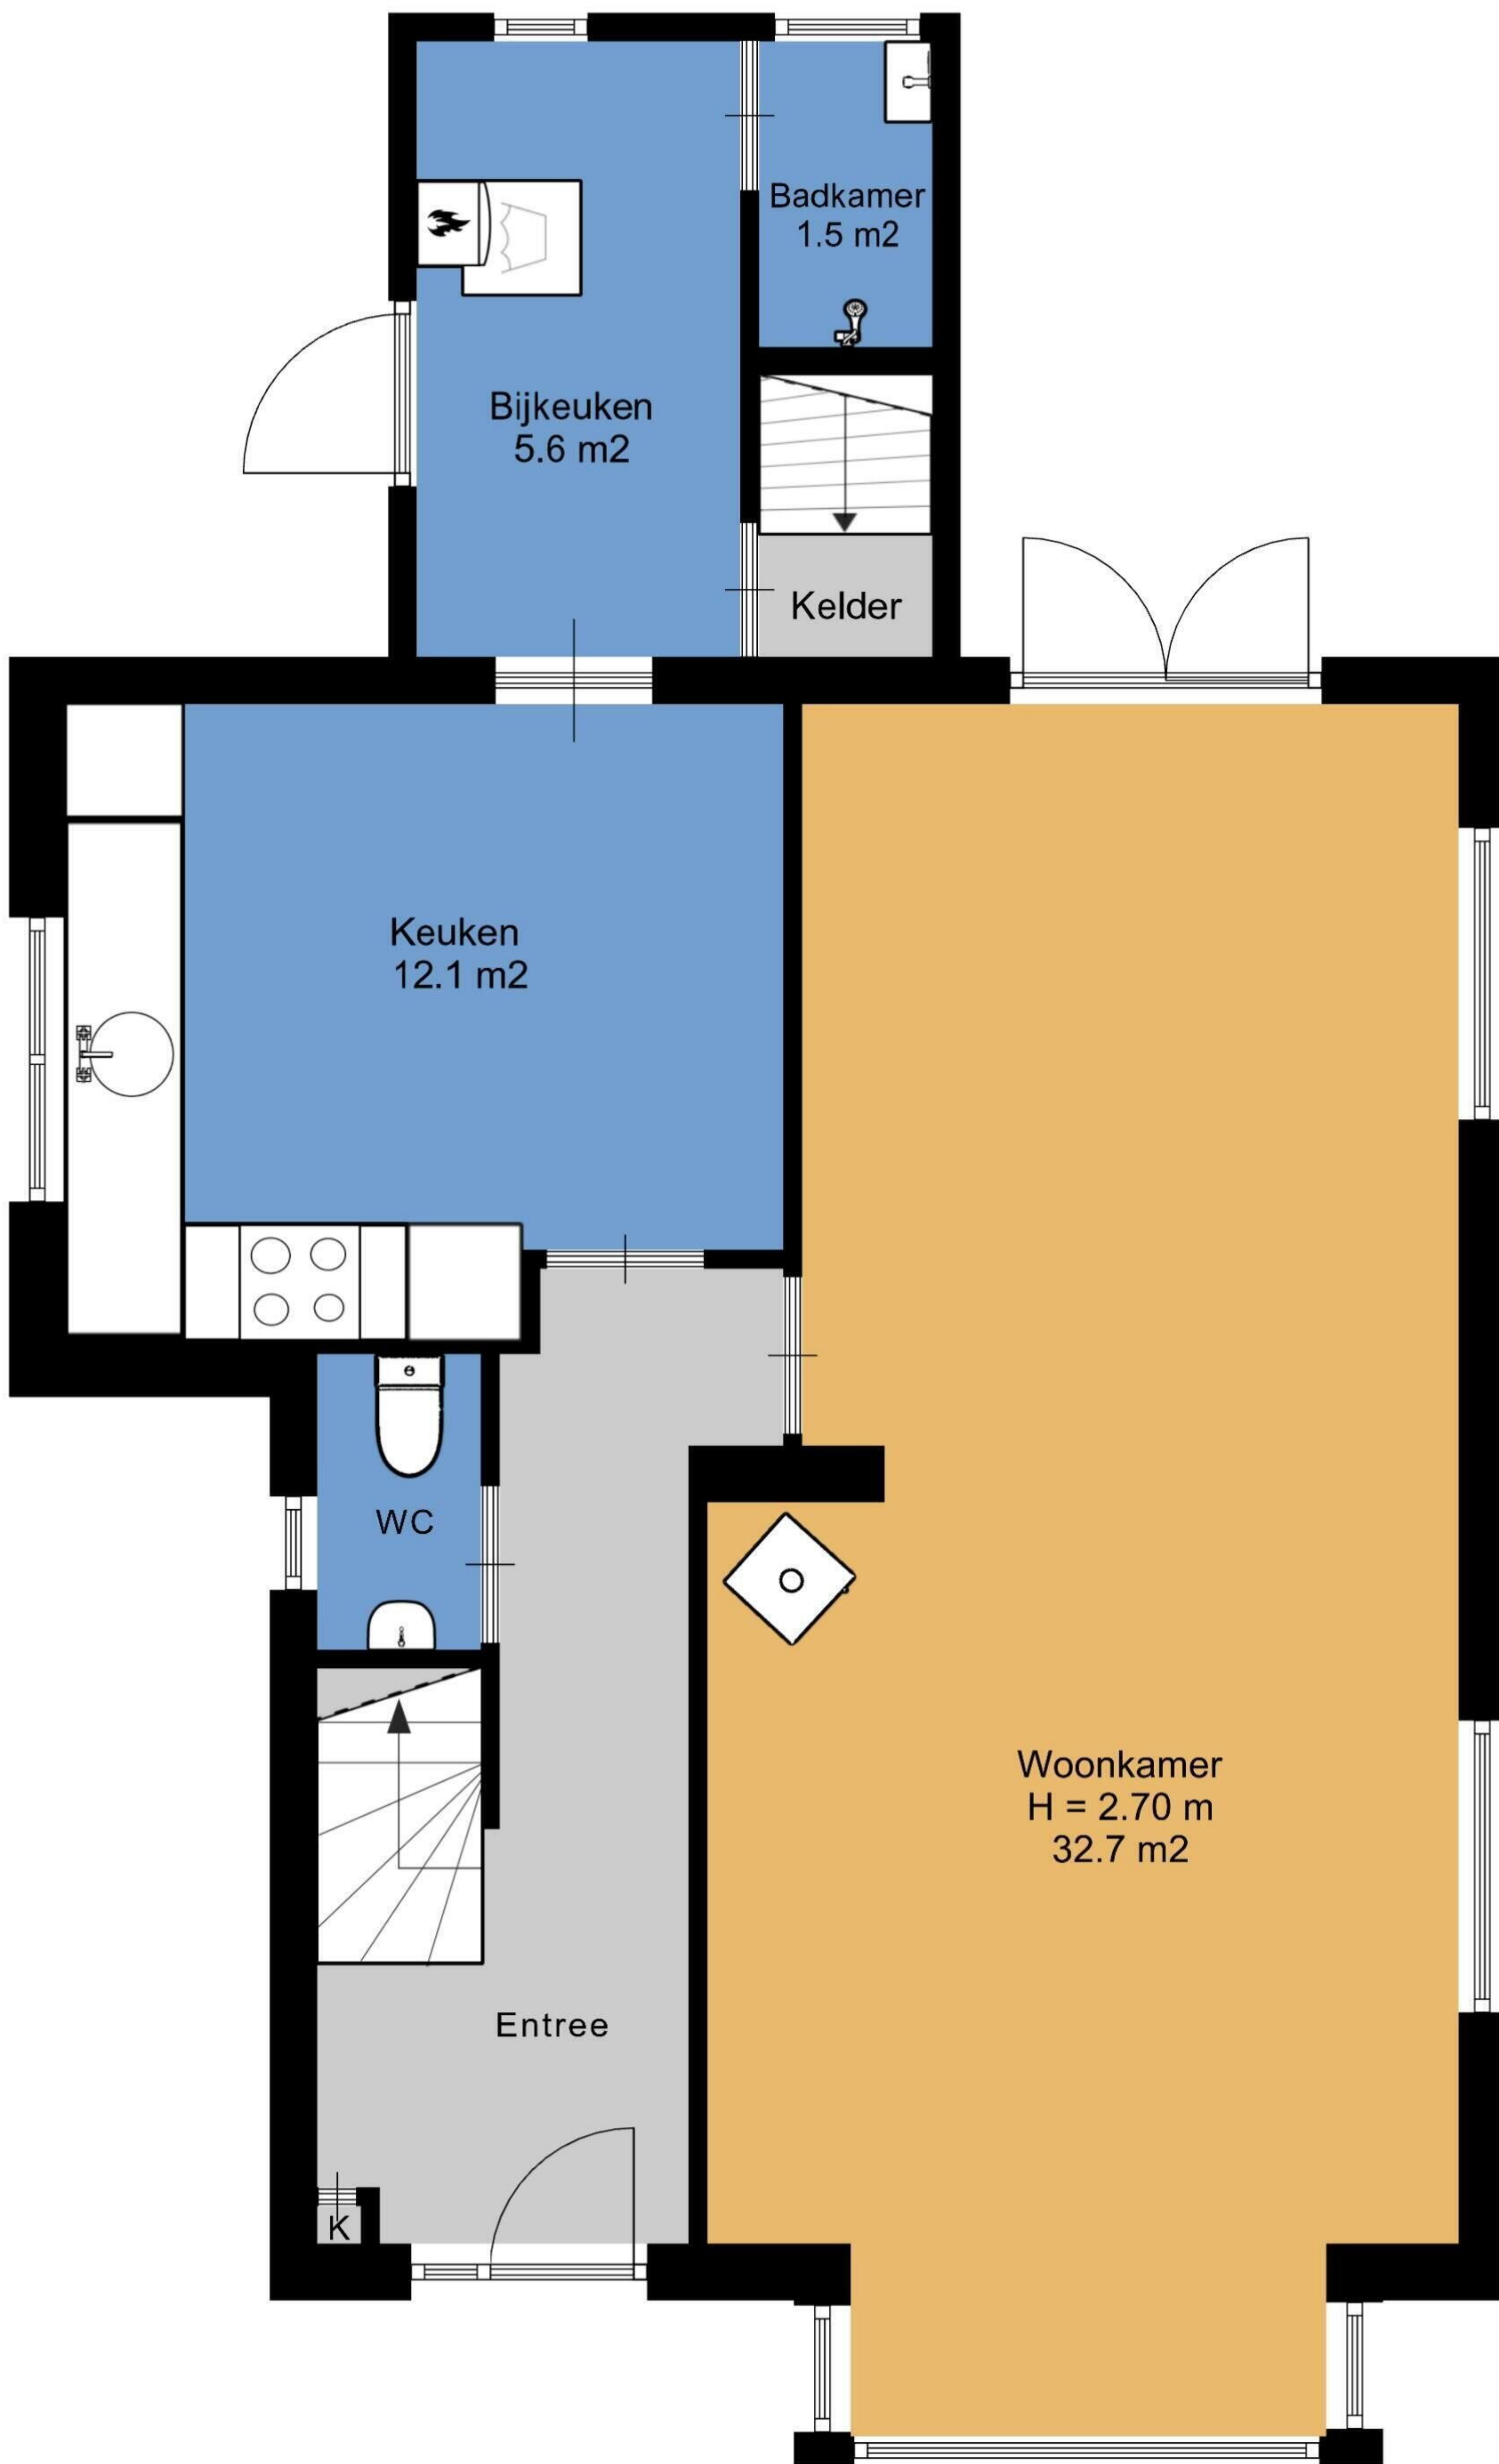 Badkamer
1.5 m2
Bijkeuken
5.6 m2
Kelder
Keuken
12.1 m2
WC
Woonkamer
H = 2.70 m
32.7 m2
Entree
K